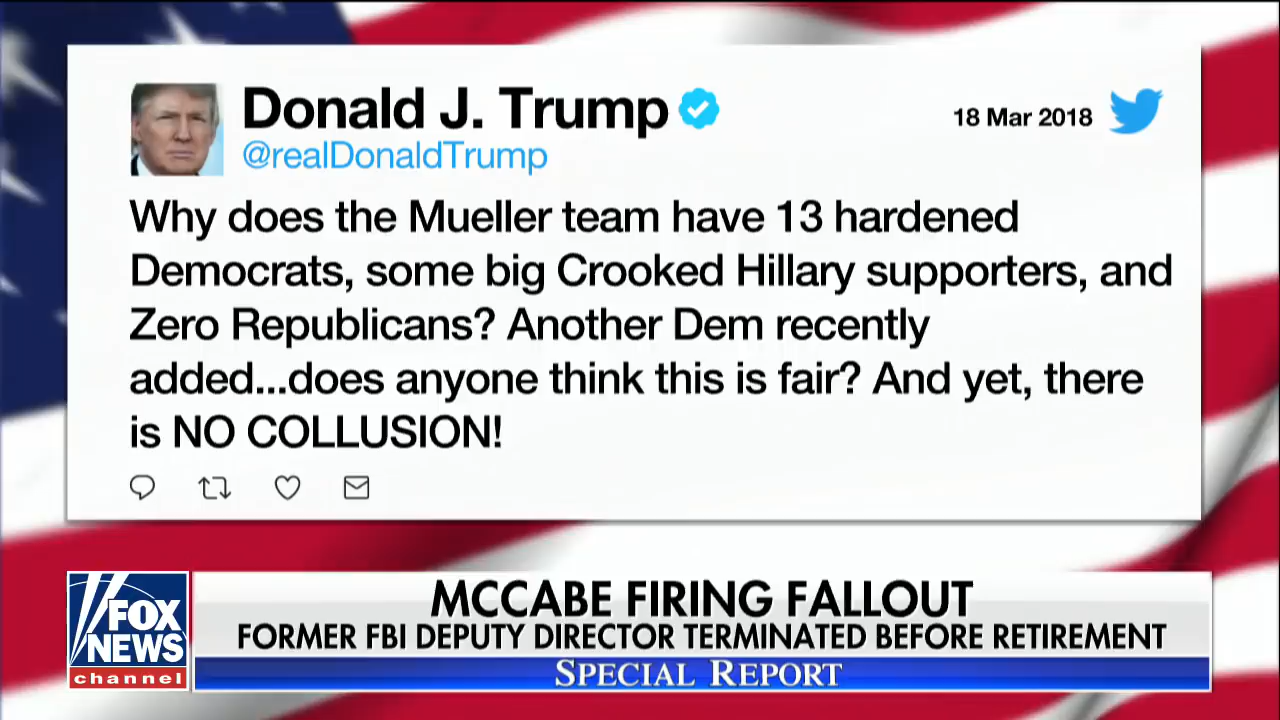 Donald J. Trump
@realDonaldTrump
18 Mar 2018
Why does the Mueller team have 13 hardened
Democrats, some big Crooked Hillary supporters, and
Zero Republicans? Another Dem recently
added...does anyone think this is fair? And yet, there
is NO COLLUSION!
FOX
NEWS
channel
MCCABE FIRING FALLOUT
FORMER FBI DEPUTY DIRECTOR TERMINATED BEFORE RETIREMENT
SPECIAL REPORT